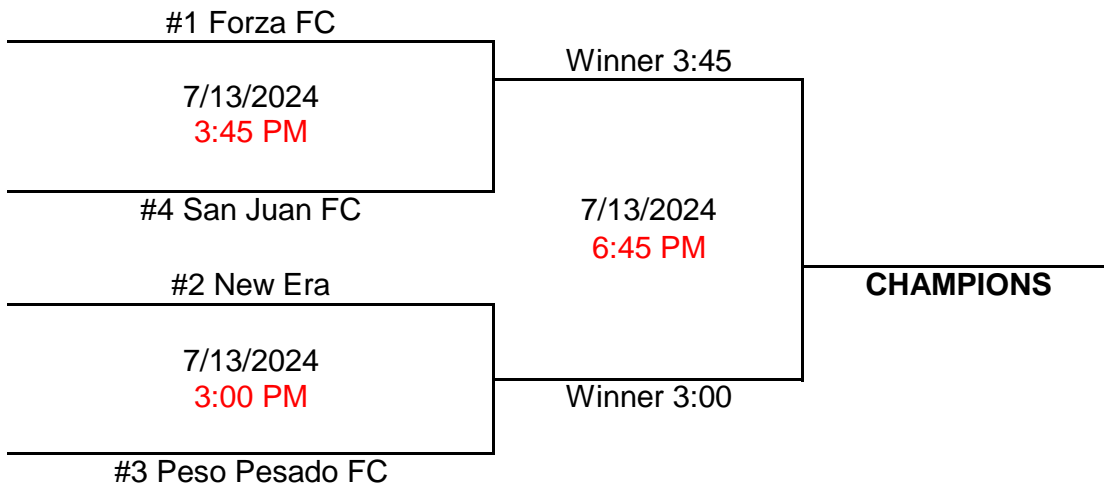 #1 Forza FC
Winner 3:45
7/13/2024
3:45 PM
#4 San Juan FC
7/13/2024
6:45 PM
#2 New Era
CHAMPIONS
7/13/2024
3:00 PM
Winner 3:00
#3 Peso Pesado FC